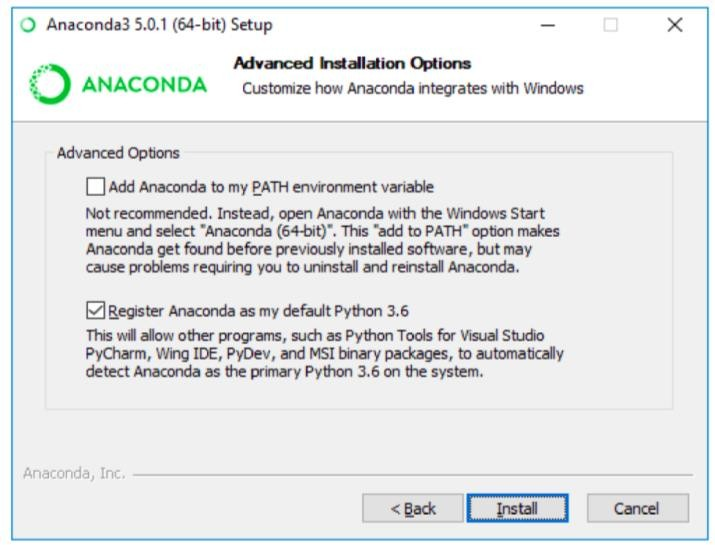 Anaconda3 5.0.1 (64-bit) Setup
ANACONDA
Advanced Installation Options
Customize how Anaconda integrates with Windows
Advanced Options
Add Anaconda to my PATH environment variable
Not recommended. Instead, open Anaconda with the Windows Start
menu and select "Anaconda (64-bit)". This "add to PATH" option makes
Anaconda get found before previously installed software, but may
cause problems requiring you to uninstall and reinstall Anaconda.
Register Anaconda as my default Python 3.6
This will allow other programs, such as Python Tools for Visual Studio
PyCharm, Wing IDE, PyDev, and MSI binary packages, to automatically
detect Anaconda as the primary Python 3.6 on the system.
Anaconda, Inc.
< Back
Install
Cancel